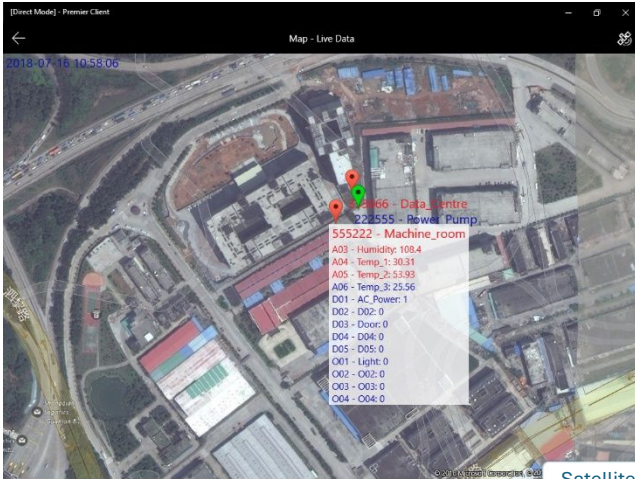 [Direct Mode] - Premier Client
Map - Live Data
2018-07-16 10:58:06
- Data_Centre
222555 - Power_Pump
555222 - Machine_room
A03 - Humidity: 108.4
A04 - Temp_1: 30.31
A05 - Temp_2: 53.93
A06 - Temp_3: 25.56
D01 - AC_Power: 1
D02 - D02: 0
D03 - Door: 0
D04 - D04: 0
D05 - D05: 0
O01 - Light: 0
O02 - O02: 0
O03 - O03: 0
O04 - O04: 0
© 2018 Microsoft Corporation, ©
Satellite